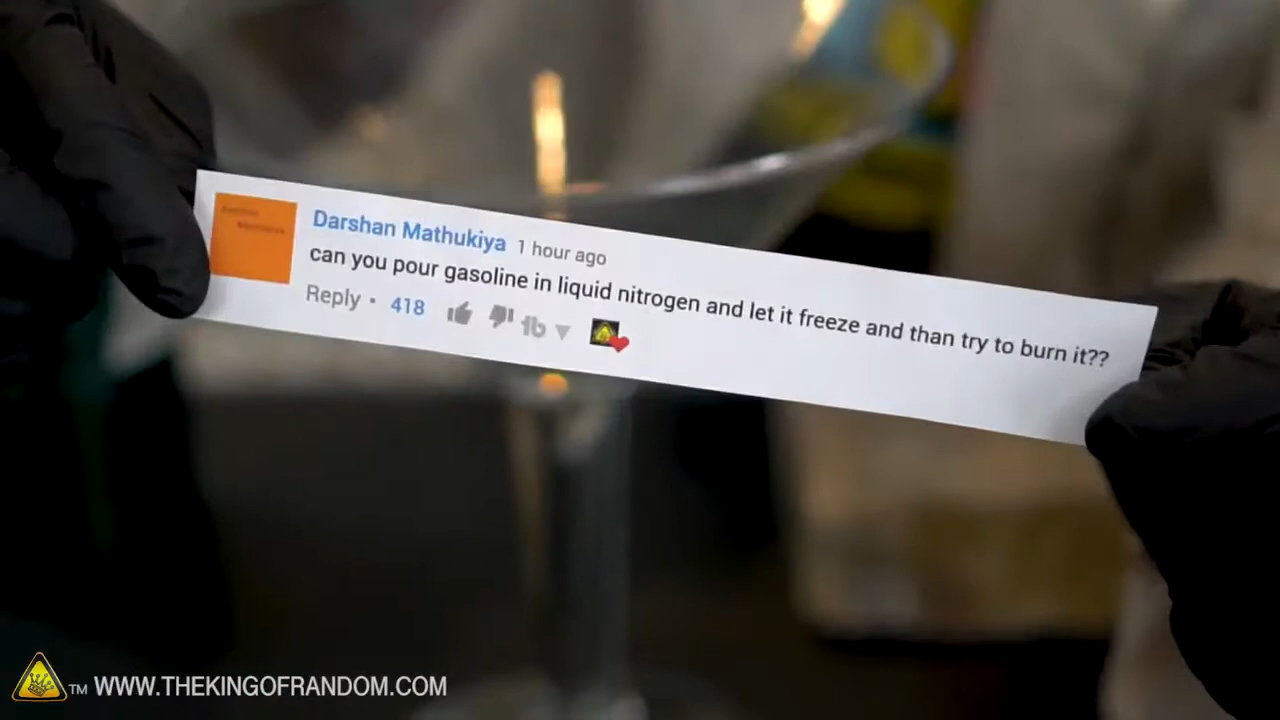 Darshan Mathukiya 1 hour ago
can you pour gasoline in liquid nitrogen and let it freeze and than try to burn it??
Reply • 418
TM WWW.THEKINGOFRANDOM.COM